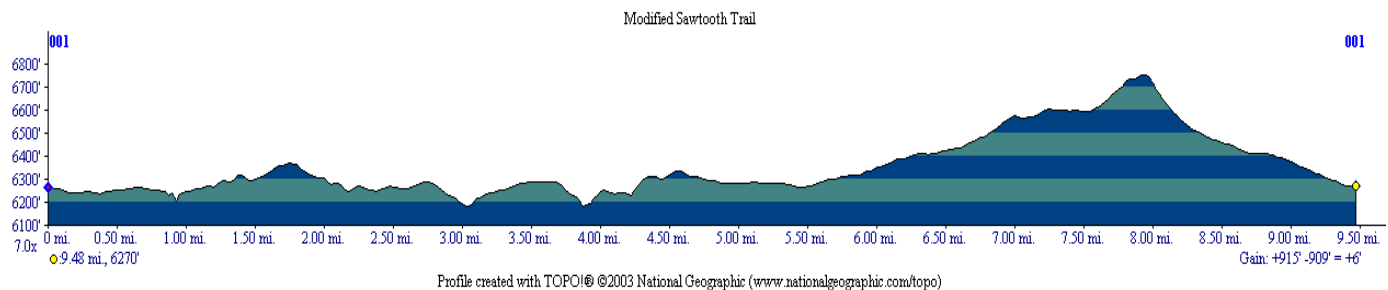 Modified Sawtooth Trail
001 001
6800'
6700'
6600'
6500'
6400'
6300'
6200'
6100'
0 mi. 0.50 mi. 1.00 mi. 1.50 mi. 2.00 mi. 2.50 mi. 3.00 mi. 3.50 mi. 4.00 mi. 4.50 mi. 5.00 mi. 5.50 mi. 6.00 mi. 6.50 mi. 7.00 mi. 7.50 mi. 8.00 mi. 8.50 mi. 9.00 mi. 9.50 mi.
7.0x
:9.48 mi., 6270' Gain: +915' -909' = +6'
Profile created with TOPO!® ©2003 National Geographic (www.nationalgeographic.com/topo)